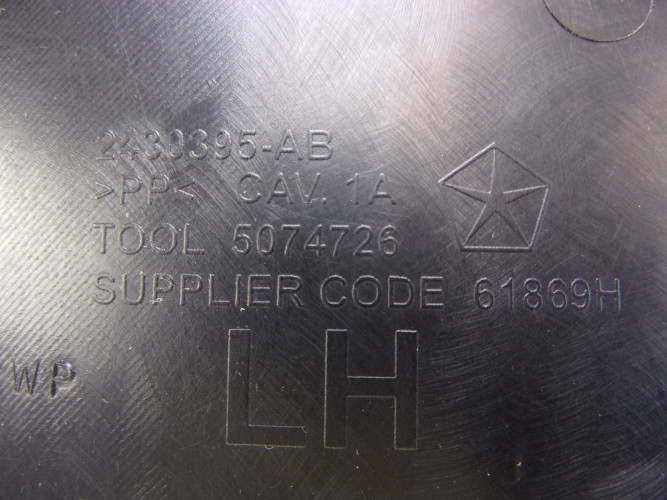 2430395-AB
>PP< CAV. 1A
TOOL 5074726
SUPPLIER CODE 61869H
LH
WP